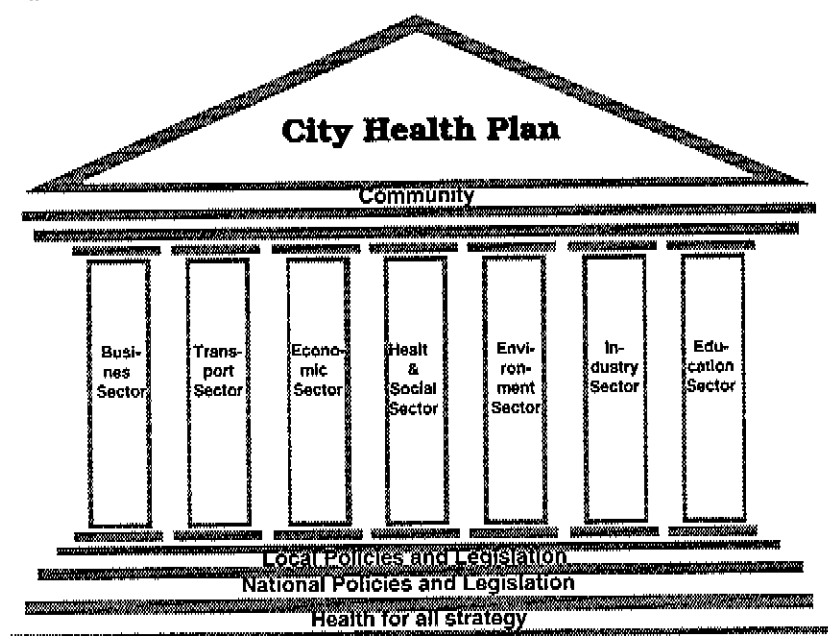 City Health Plan
Community
Busi-
nes
Sector
Trans-
port
Sector
Econo-
mic
Sector
Healt
&
Social
Sector
Envi-
ron-
ment
Sector
In-
dustry
Sector
Edu-
cation
Sector
Local Policies and Legislation
National Policies and Legislation
Health for all strategy